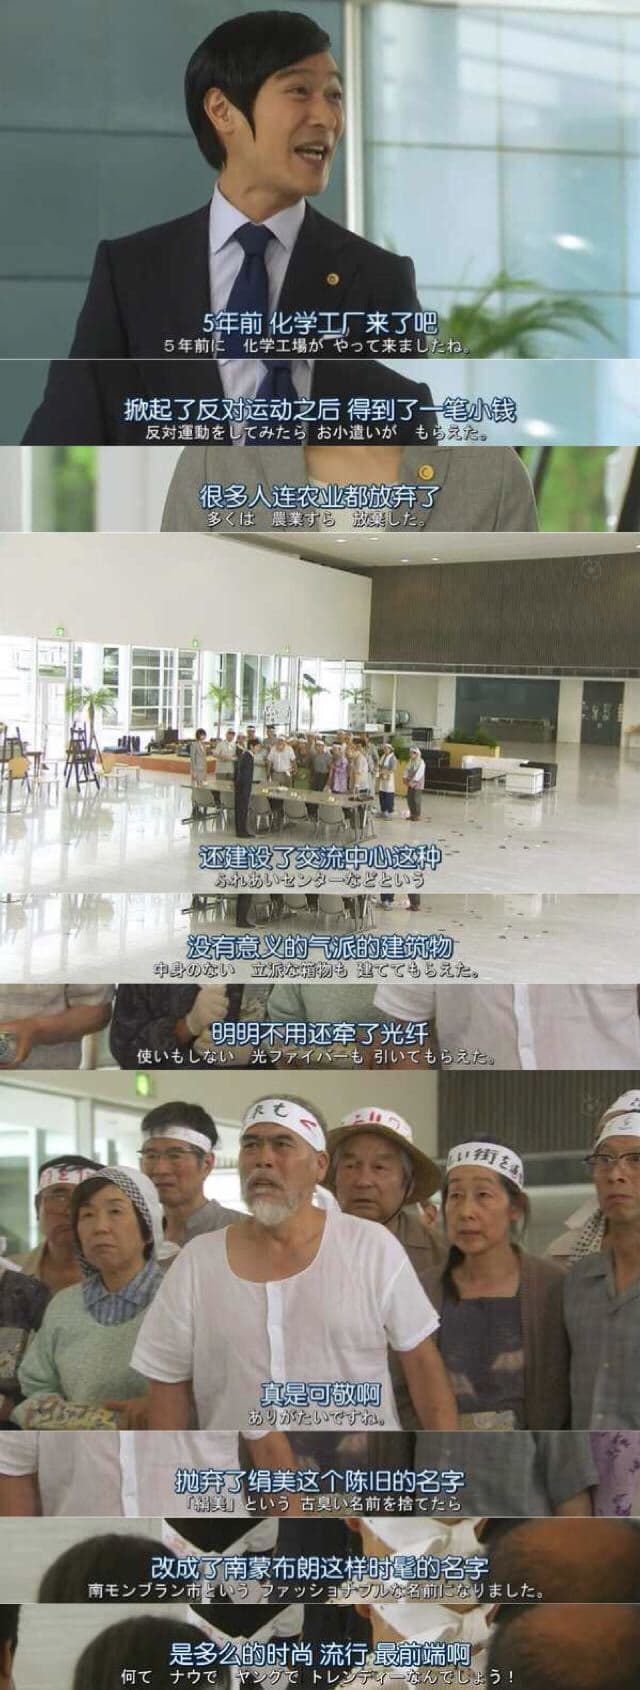 5年前 化学工厂来了吧
５年前に 化学工場が やって来ましたね。
掀起了反对运动之后 得到了一笔小钱
反対運動をしてみたら お小遣いが もらえた。
很多人连农业都放弃了
多くは 農業すら 放棄した。
还建设了交流中心这种
ふれあいセンターなどという
没有意义的气派的建筑物
中身のない 立派な箱物も 建ててもらえた。
明明不用还牵了光纤
使いもしない 光ファイバーも 引いてもらえた。
い街を返
真是可敬啊
ありがたいですね。
抛弃了绢美这个陈旧的名字
「絹美」という 古臭い名前を捨てたら
改成了南蒙布朗这样时髦的名字
南モンブラン市という ファッショナブルな名前になりました。
是多么的时尚 流行 最前端啊
何て ナウで ヤングで トレンディーなんでしょう！